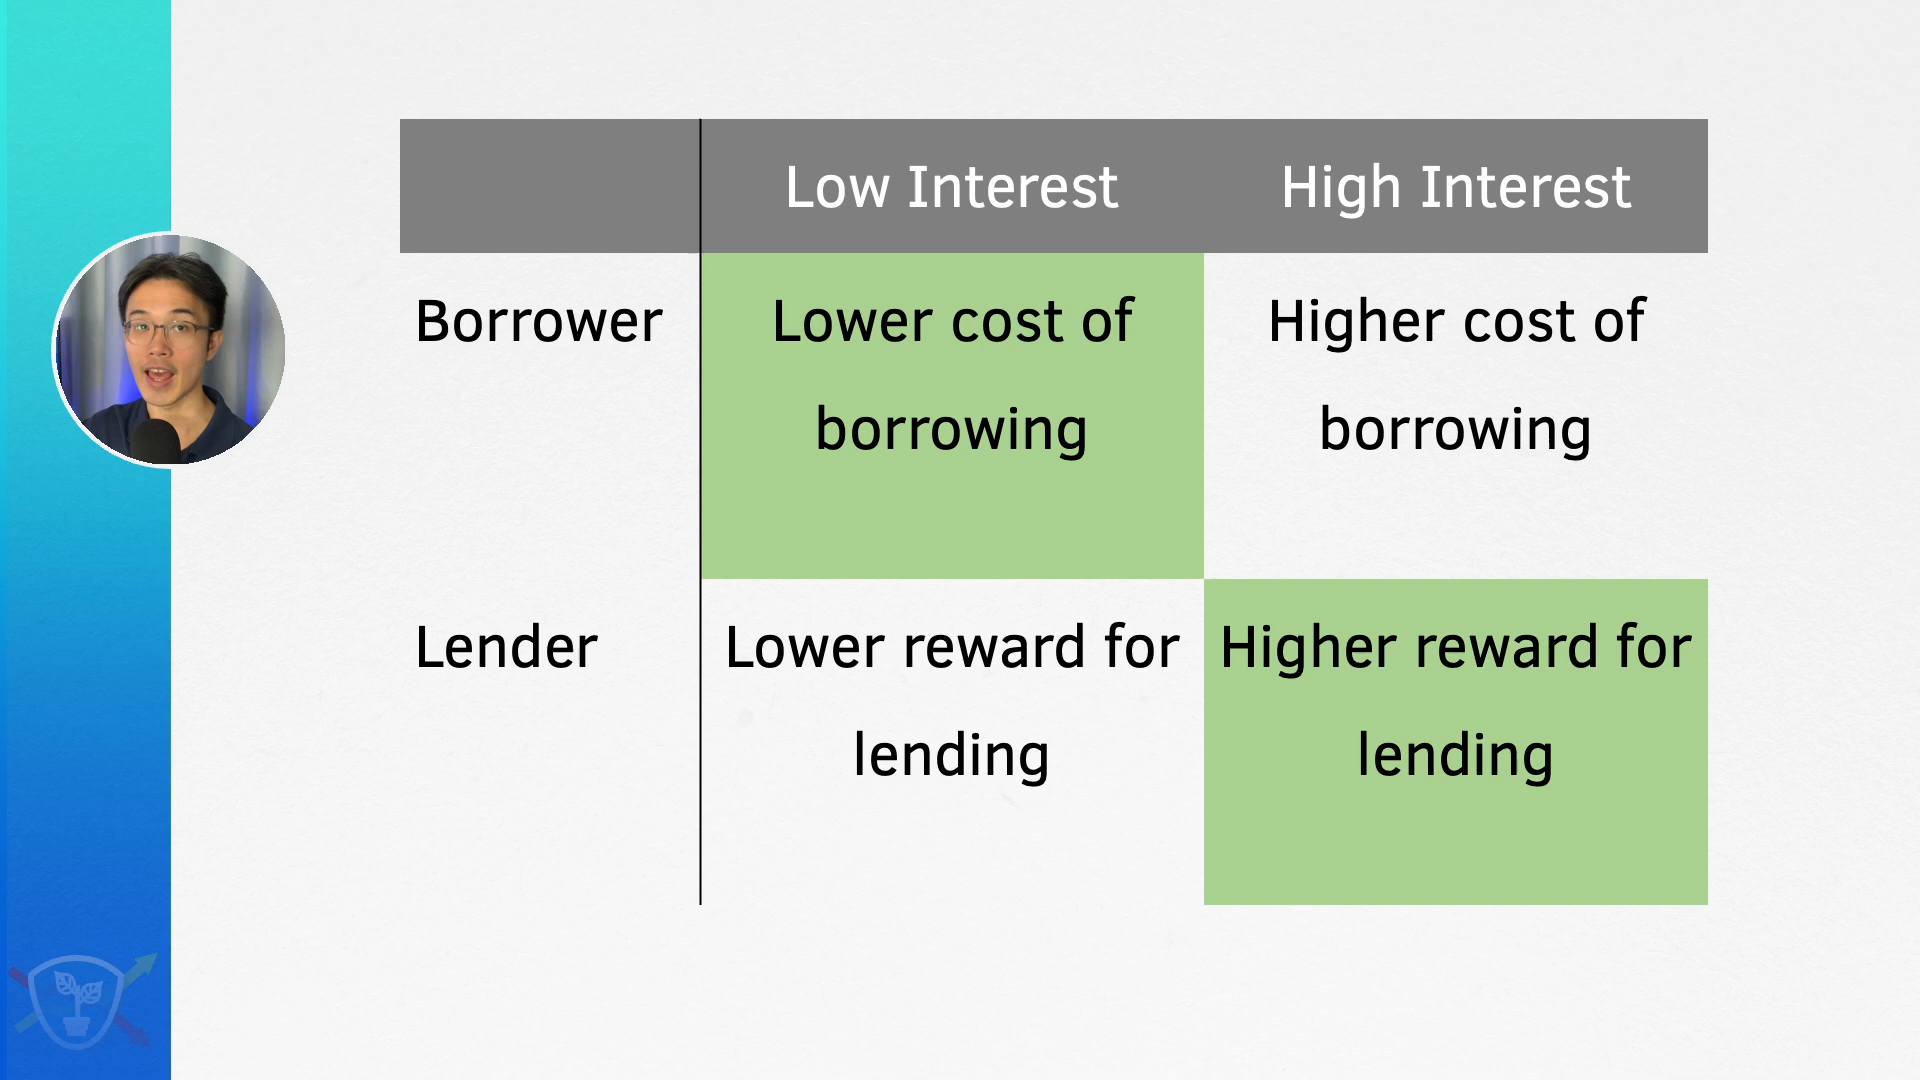 Low Interest
High Interest
Borrower
Lower cost of
borrowing
Higher cost of
borrowing
Lender
Lower reward for
lending
Higher reward for
lending